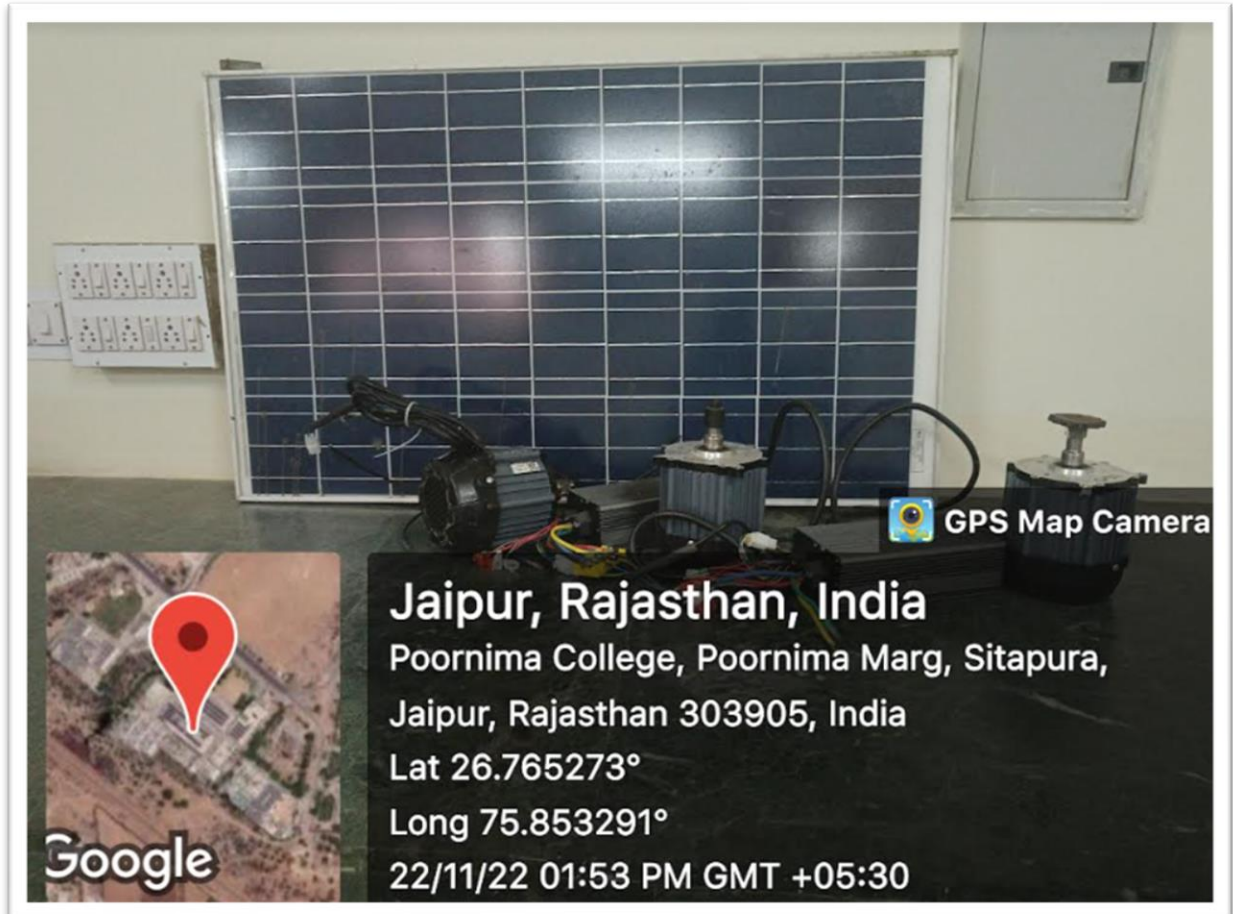 GPS Map Camera
Jaipur, Rajasthan, India
Poornima College, Poornima Marg, Sitapura,
Jaipur, Rajasthan 303905, India
Lat 26.765273°
Long 75.853291°
22/11/22 01:53 PM GMT +05:30
Google